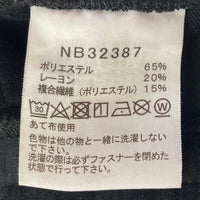 NB32387
ポリエステル 65%
レーヨン 20%
複合繊維（ポリエステル）15%
あて布使用
色物は他の物と一緒に洗濯しない
で下さい。
洗濯の際は必ずファスナーを閉めた
状態で行って下さい。